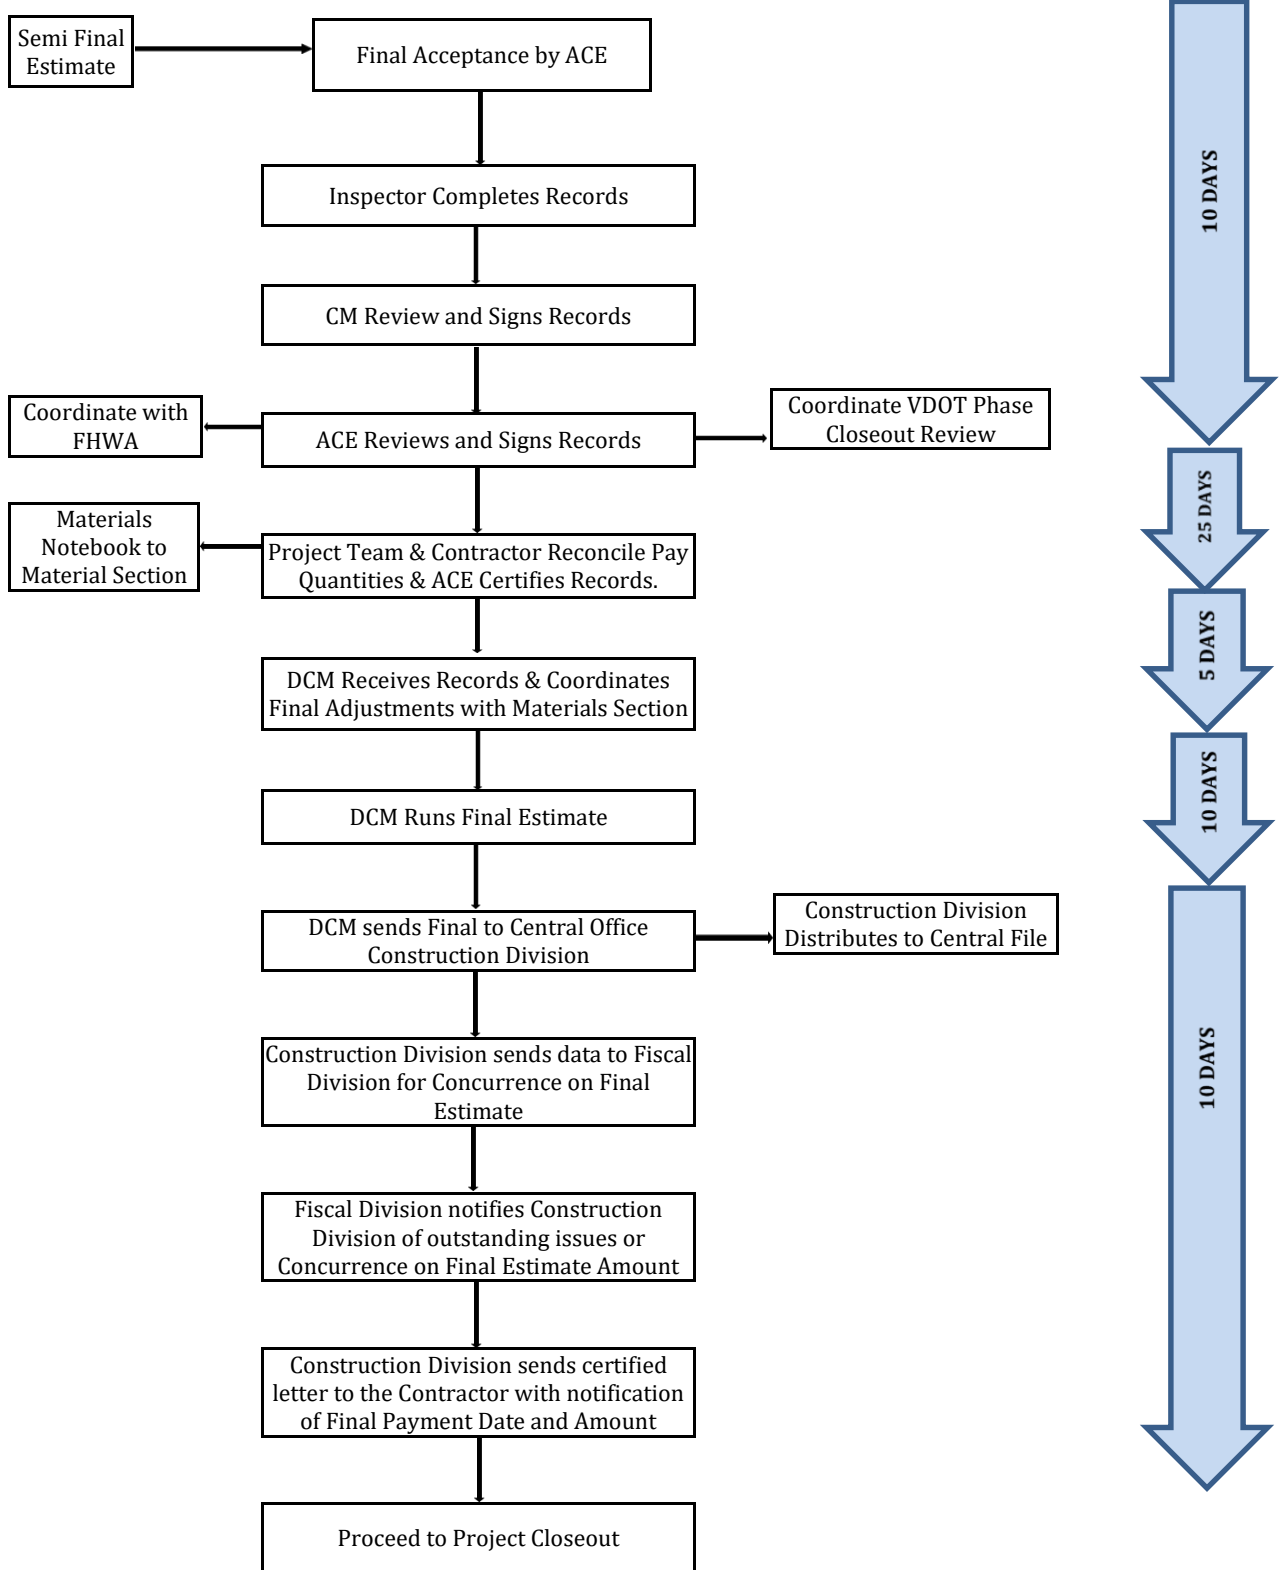 Semi Final
Estimate
Final Acceptance by ACE
10 DAYS
Inspector Completes Records
CM Review and Signs Records
Coordinate with
FHWA
ACE Reviews and Signs Records
Coordinate VDOT Phase
Closeout Review
25 DAYS
Materials
Notebook to
Material Section
Project Team & Contractor Reconcile Pay
Quantities & ACE Certifies Records.
5 DAYS
DCM Receives Records & Coordinates
Final Adjustments with Materials Section
10 DAYS
DCM Runs Final Estimate
DCM sends Final to Central Office
Construction Division
Construction Division
Distributes to Central File
10 DAYS
Construction Division sends data to Fiscal
Division for Concurrence on Final
Estimate
Fiscal Division notifies Construction
Division of outstanding issues or
Concurrence on Final Estimate Amount
Construction Division sends certified
letter to the Contractor with notification
of Final Payment Date and Amount
Proceed to Project Closeout